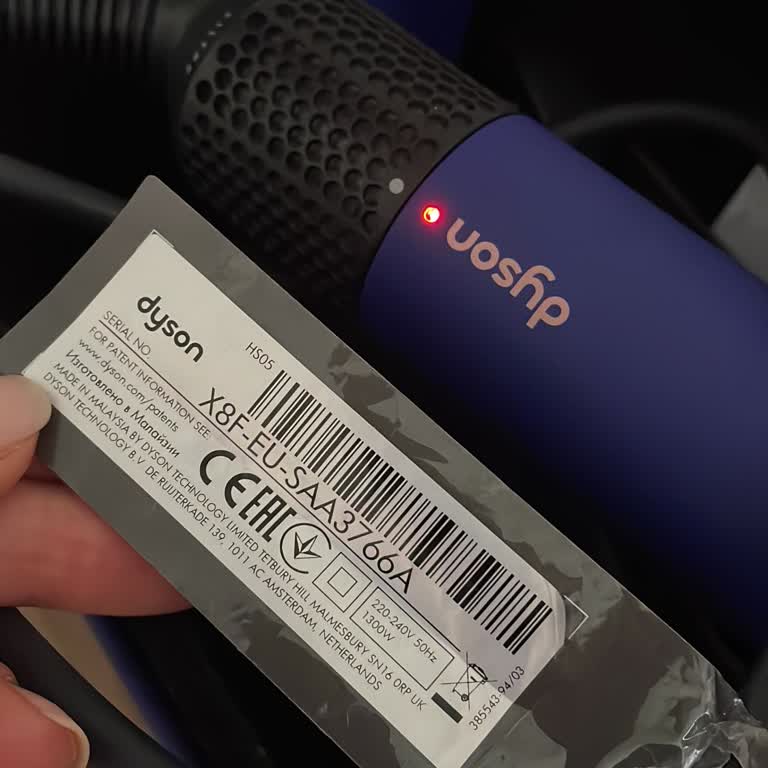 dyson
dyson
HS05
SERIAL NO.
X8F-EU-SAA3766A
FOR PATENT INFORMATION SEE:
www.dyson.com/patents
Изготовлено в Малайзии
MADE IN MALAYSIA BY DYSON TECHNOLOGY LIMITED TETBURY HILL MALMESBURY SN16 0RP UK
DYSON TECHNOLOGY B.V. DE RUIJTERKADE 139, 1011 AC AMSTERDAM, NETHERLANDS
CE EAC
220-240V 50Hz
1300W
385543-94/03